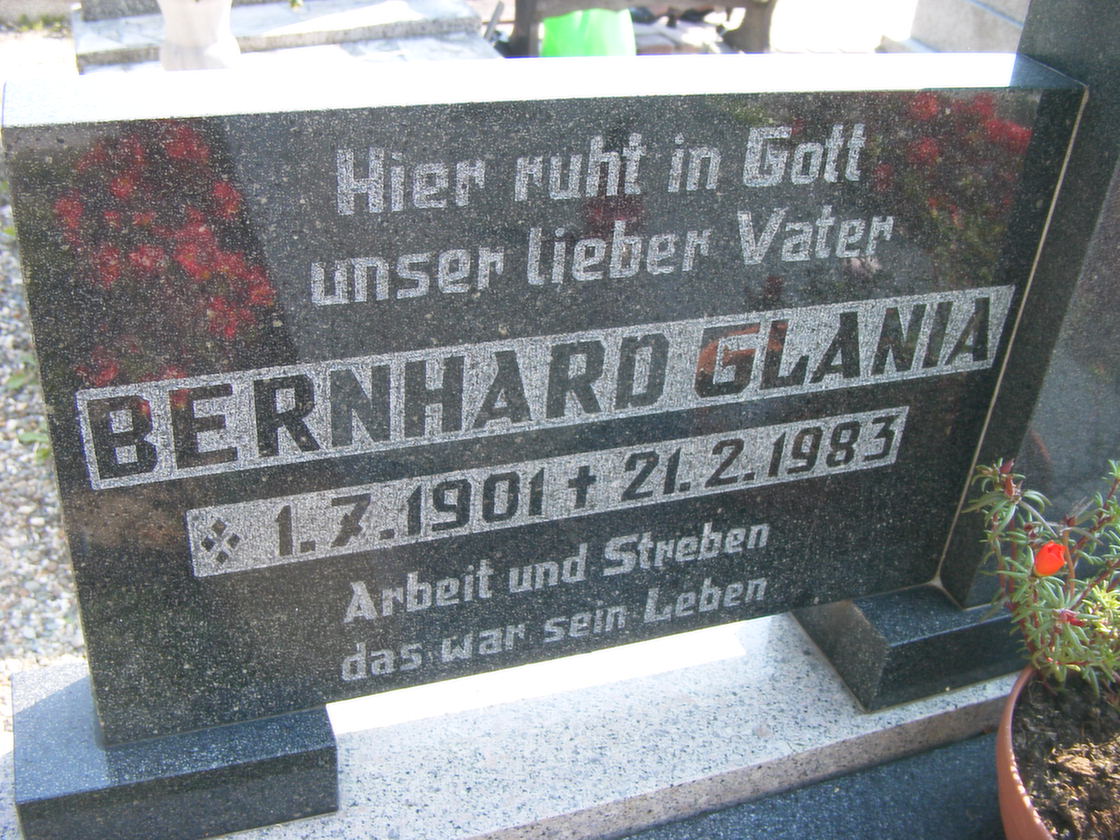 Hier ruht in Gott
unser lieber Vater
BERNHARD GLANIA
1.7.1901 ✝ 21.2.1983
Arbeit und Streben
das war sein Leben